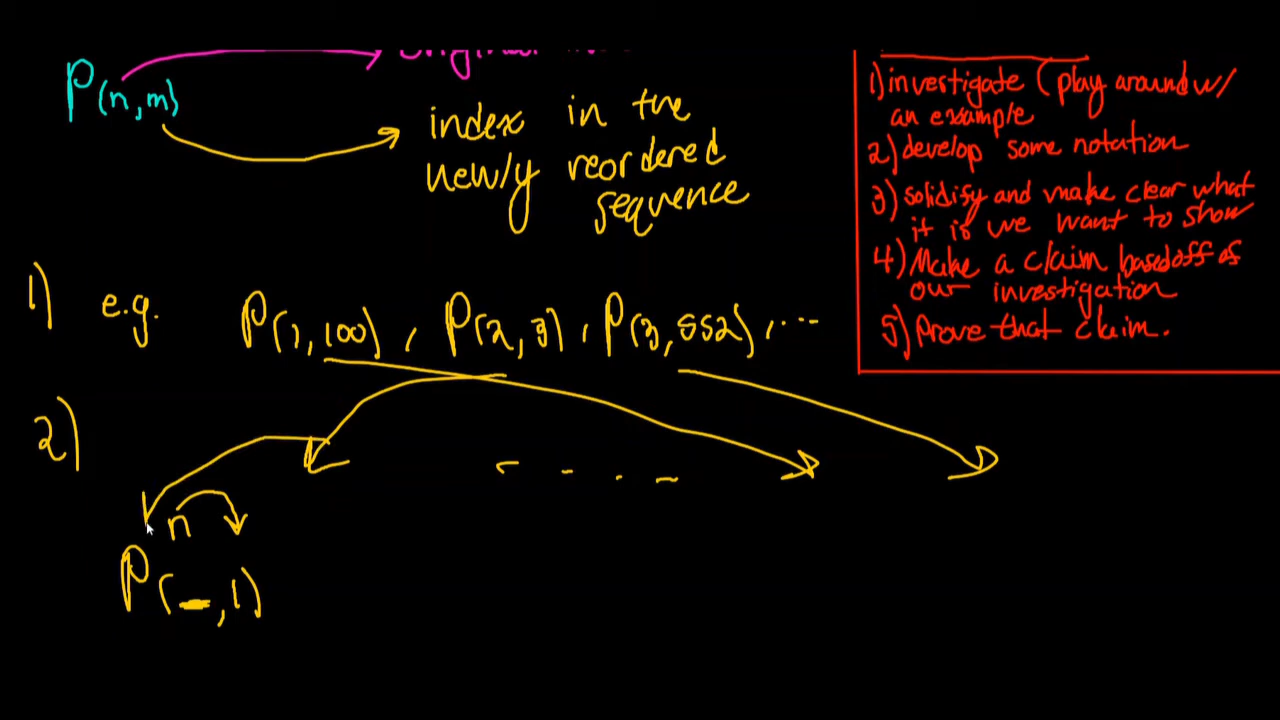 P(n,m)
index in the
newly reordered
sequence
1) investigate (play around w/
an example
2) develop some notation
3) solidify and make clear what
it is we want to show
4) Make a claim based off of
our investigation
5) Prove that claim.
1) e.g. P(1,100), P(2,3), P(3,552), ...
2)
n
P(_,1)